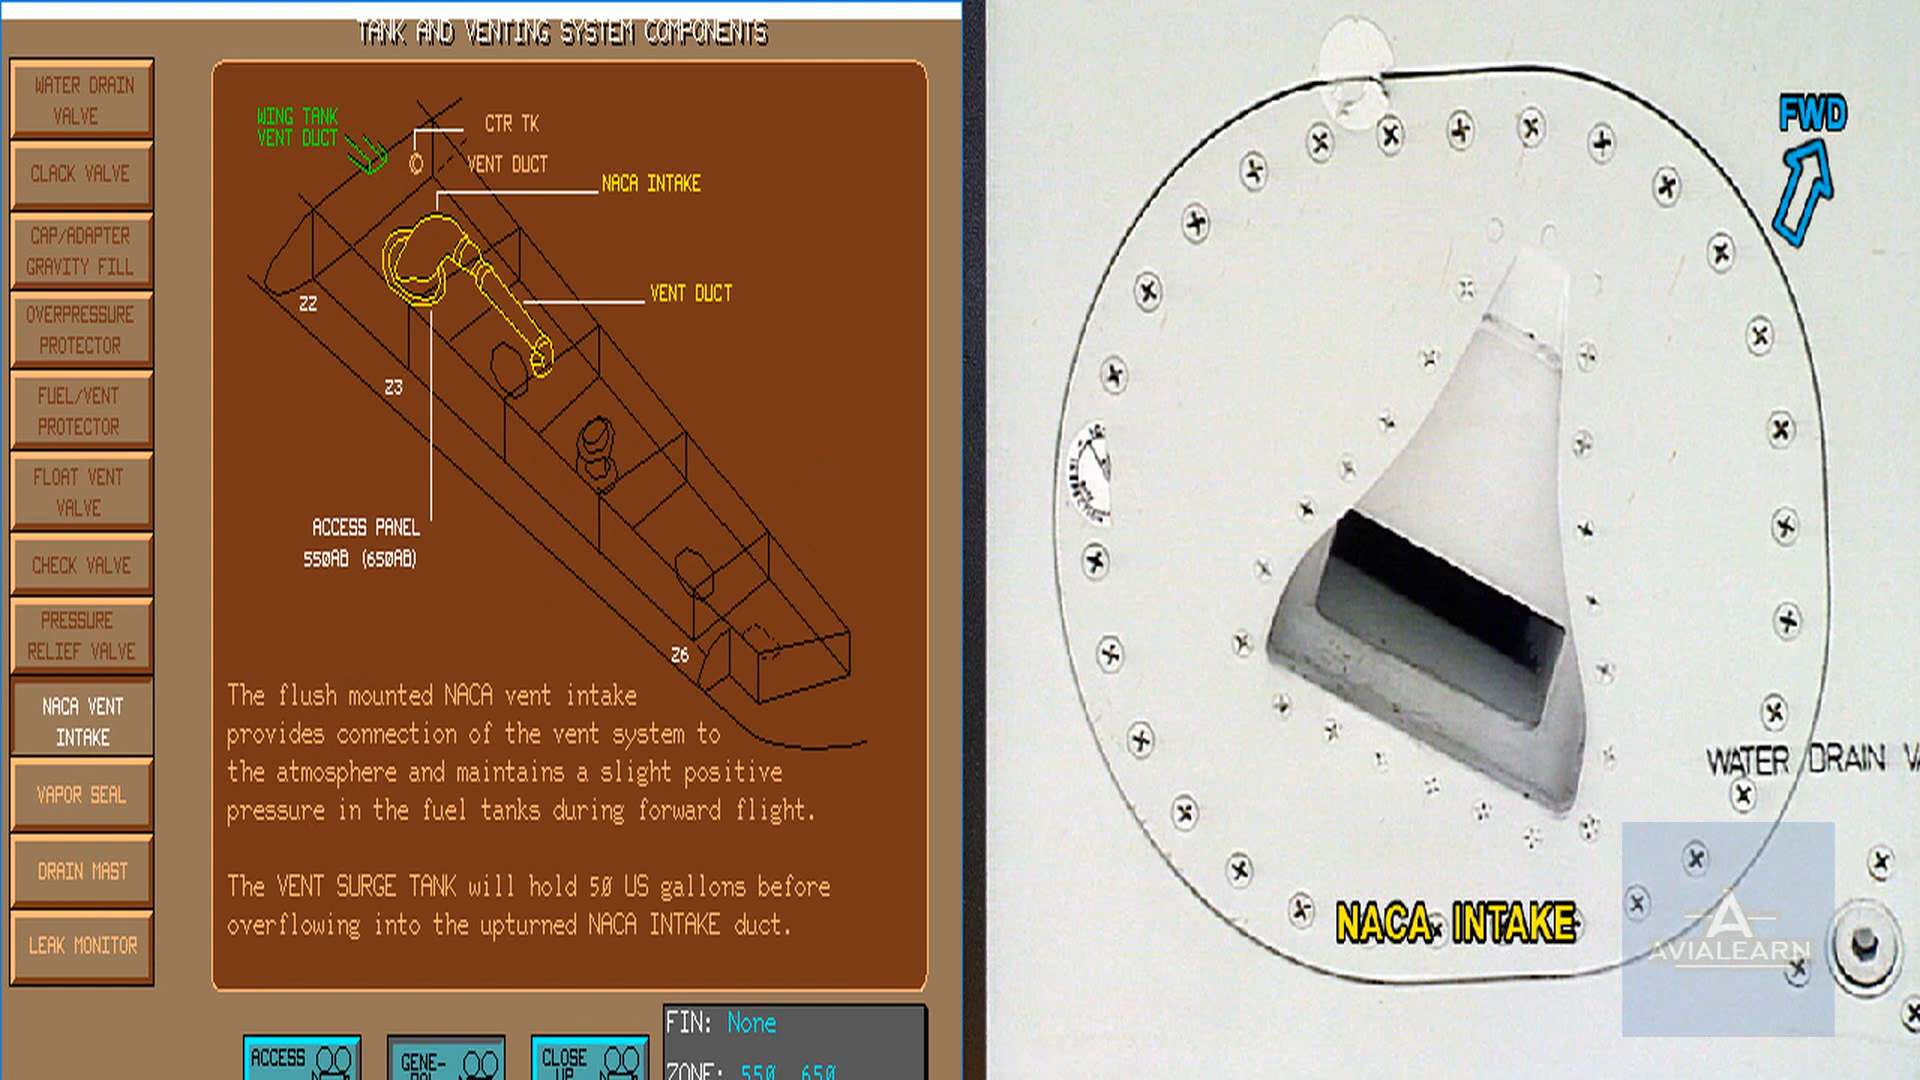 TANK AND VENTING SYSTEM COMPONENTS
WATER DRAIN
VALVE
CLACK VALVE
CAP/ADAPTER
GRAVITY FILL
OVERPRESSURE
PROTECTOR
FUEL/VENT
PROTECTOR
FLOAT VENT
VALVE
CHECK VALVE
PRESSURE
RELIEF VALVE
NACA VENT
INTAKE
VAPOR SEAL
DRAIN MAST
LEAK MONITOR
WING TANK
VENT DUCT
CTR TK
VENT DUCT
NACA INTAKE
VENT DUCT
Z2
Z3
ACCESS PANEL
550AB (650AB)
Z6
The flush mounted NACA vent intake
provides connection of the vent system to
the atmosphere and maintains a slight positive
pressure in the fuel tanks during forward flight.
The VENT SURGE TANK will hold 50 US gallons before
overflowing into the upturned NACA INTAKE duct.
ACCESS
GENE-
CLOSE
UP
FIN: None
ZONE: 550 650
FWD
WATER DRAIN
NACA INTAKE
AVIALEARN